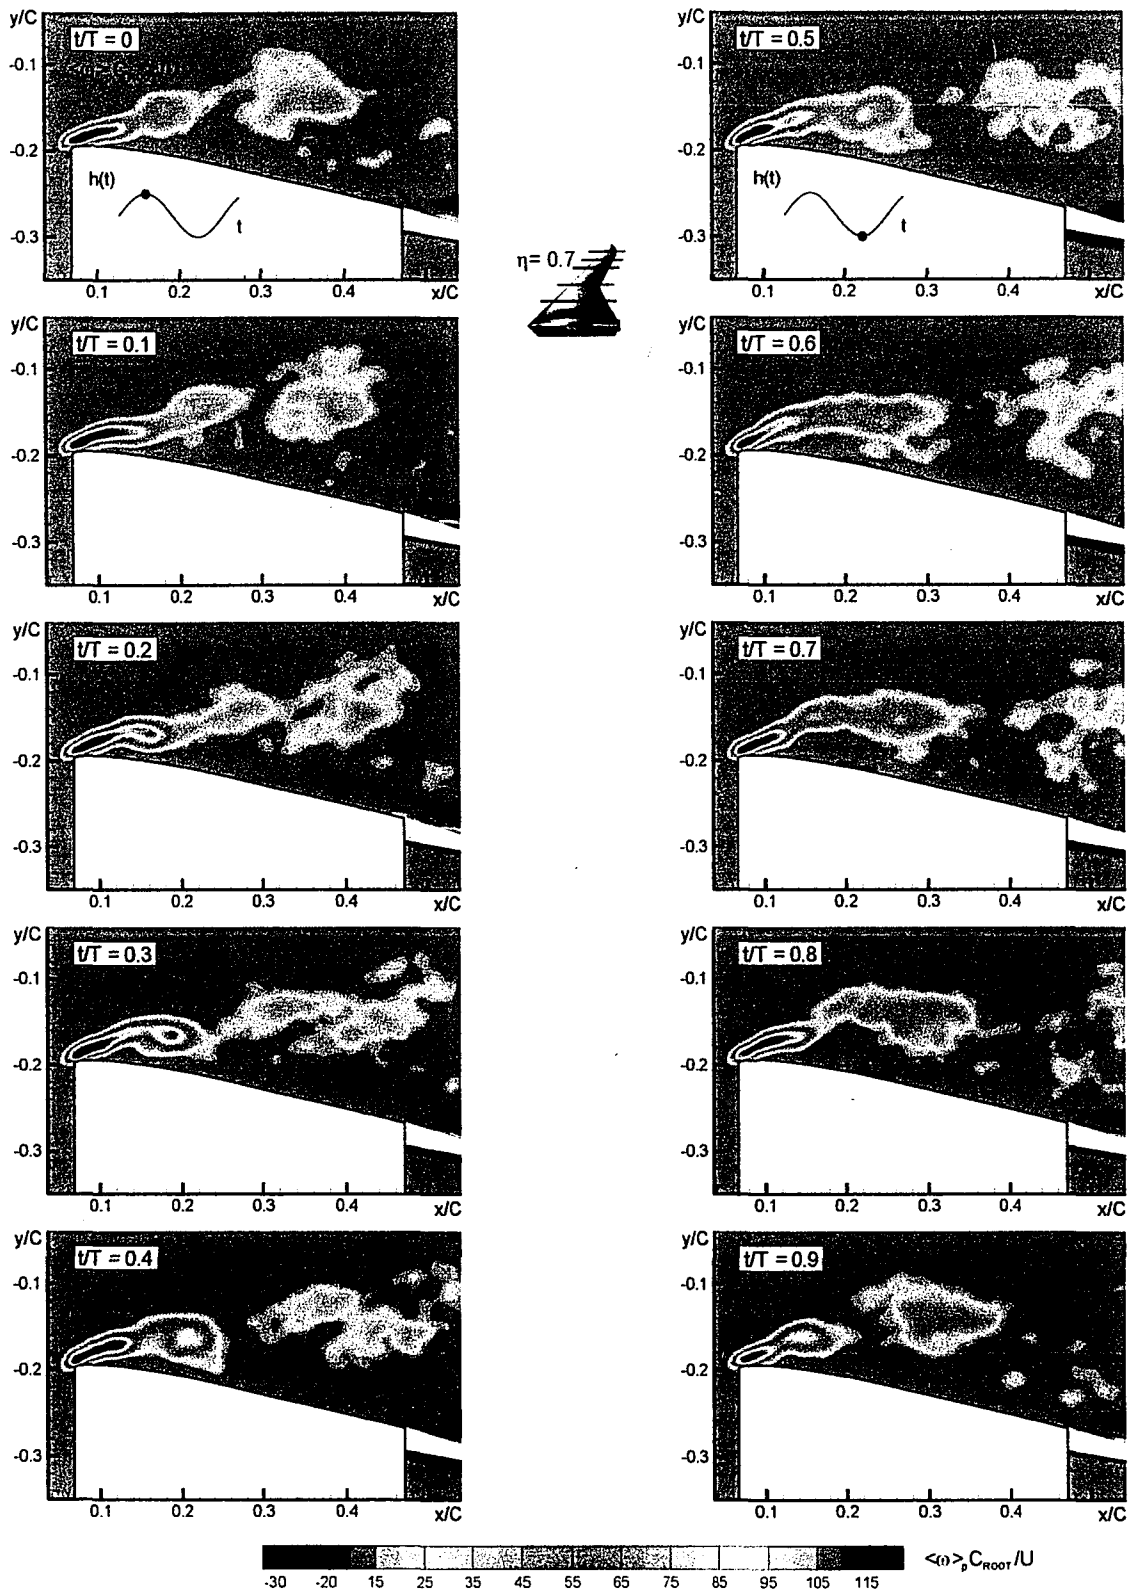 y/C
t/T = 0
-0.1
-0.2
h(t)
t
-0.3
0.1 0.2 0.3 0.4 x/C
y/C
t/T = 0.5
-0.1
-0.2
h(t)
t
-0.3
0.1 0.2 0.3 0.4 x/C
η= 0.7
y/C
t/T = 0.1
-0.1
-0.2
-0.3
0.1 0.2 0.3 0.4 x/C
y/C
t/T = 0.6
-0.1
-0.2
-0.3
0.1 0.2 0.3 0.4 x/C
y/C
t/T = 0.2
-0.1
-0.2
-0.3
0.1 0.2 0.3 0.4 x/C
y/C
t/T = 0.7
-0.1
-0.2
-0.3
0.1 0.2 0.3 0.4 x/C
y/C
t/T = 0.3
-0.1
-0.2
-0.3
0.1 0.2 0.3 0.4 x/C
y/C
t/T = 0.8
-0.1
-0.2
-0.3
0.1 0.2 0.3 0.4 x/C
y/C
t/T = 0.4
-0.1
-0.2
-0.3
0.1 0.2 0.3 0.4 x/C
y/C
t/T = 0.9
-0.1
-0.2
-0.3
0.1 0.2 0.3 0.4 x/C
<ω>p CROOT/U
-30 -20 15 25 35 45 55 65 75 85 95 105 115